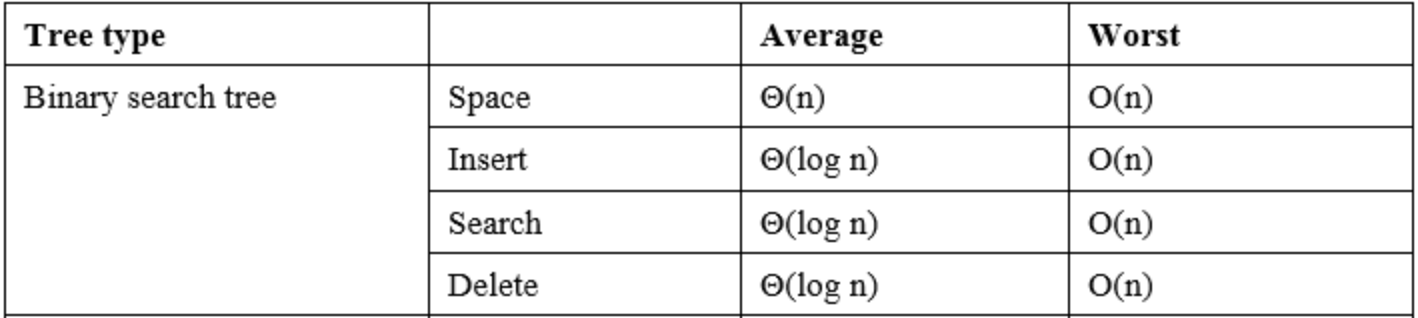 Tree type Average Worst
Binary search tree Space Θ(n) O(n)
Insert Θ(log n) O(n)
Search Θ(log n) O(n)
Delete Θ(log n) O(n)